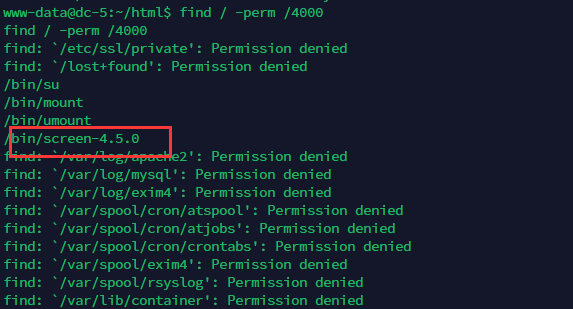 www-data@dc-5:~/html$ find / -perm /4000
find / -perm /4000
find: `/etc/ssl/private': Permission denied
find: `/lost+found': Permission denied
/bin/su
/bin/mount
/bin/umount
/bin/screen-4.5.0
find: `/var/log/apache2': Permission denied
find: `/var/log/mysql': Permission denied
find: `/var/log/exim4': Permission denied
find: `/var/spool/cron/atspool': Permission denied
find: `/var/spool/cron/atjobs': Permission denied
find: `/var/spool/cron/crontabs': Permission denied
find: `/var/spool/exim4': Permission denied
find: `/var/spool/rsyslog': Permission denied
find: `/var/lib/container': Permission denied